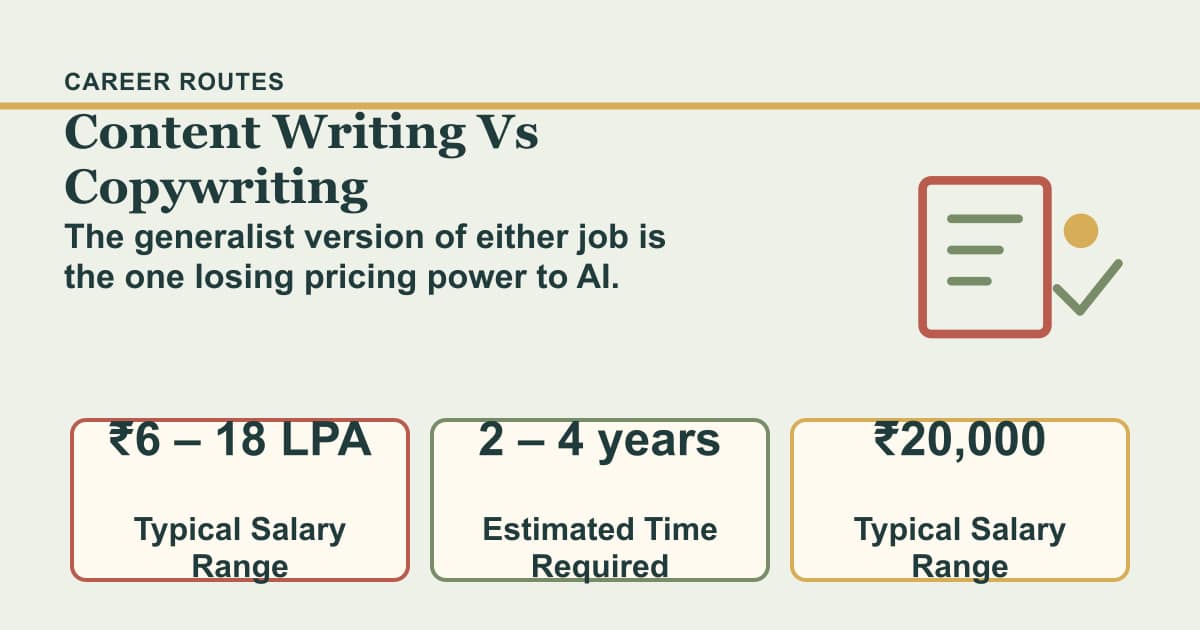 CAREER ROUTES
Content Writing Vs
Copywriting
The generalist version of either job is
the one losing pricing power to AI.
₹6 – 18 LPA
Typical Salary
Range
2 – 4 years
Estimated Time
Required
₹20,000
Typical Salary
Range